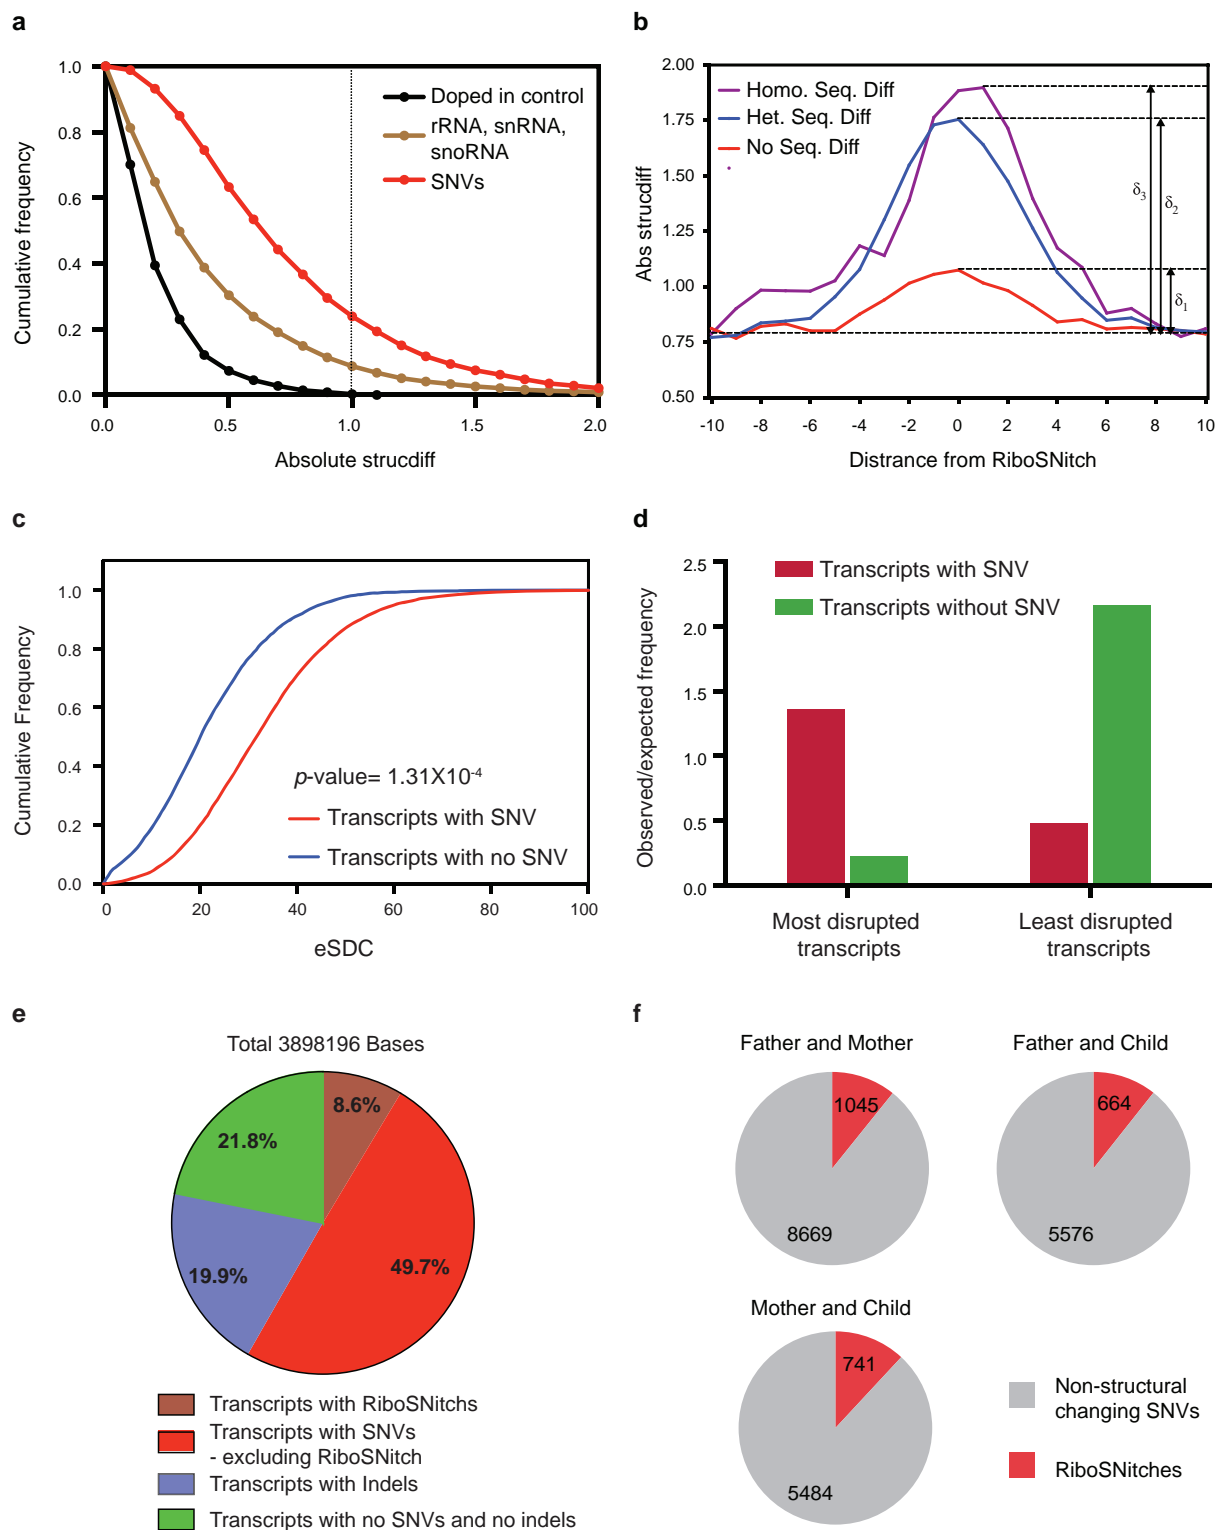 a
1.0
0.8
0.6
0.4
0.2
0.0
0.0
0.5
1.0
1.5
2.0
Cumulative frequency
Absolute strucdiff
Doped in control
rRNA, snRNA,
snoRNA
SNVs
b
2.00
1.75
1.50
1.25
1.00
0.75
0.50
-10
-8
-6
-4
-2
0
2
4
6
8
10
Abs strucdiff
Distrance from RiboSNitch
Homo. Seq. Diff
Het. Seq. Diff
No Seq. Diff
δ3
δ2
δ1
c
1.0
0.8
0.6
0.4
0.2
0.0
0
20
40
60
80
100
Cumulative Frequency
eSDC
p-value= 1.31X10-4
Transcripts with SNV
Transcripts with no SNV
d
2.5
2.0
1.5
1.0
0.5
0.0
Observed/expected frequency
Transcripts with SNV
Transcripts without SNV
Most disrupted
transcripts
Least disrupted
transcripts
e
Total 3898196 Bases
8.6%
21.8%
19.9%
49.7%
Transcripts with RiboSNitchs
Transcripts with SNVs
- excluding RiboSNitch
Transcripts with Indels
Transcripts with no SNVs and no indels
f
Father and Mother
1045
8669
Father and Child
664
5576
Mother and Child
741
5484
Non-structural
changing SNVs
RiboSNitches